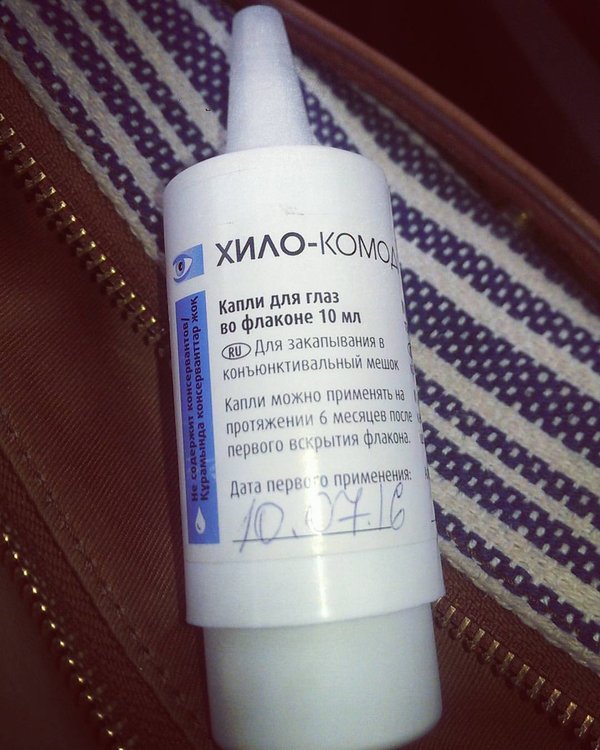 ХИЛО-КОМОД
Капли для глаз
во флаконе 10 мл
RU Для закапывания в
конъюнктивальный мешок
Капли можно применять на
протяжении 6 месяцев после
первого вскрытия флакона.
Дата первого применения:
10.07.16
Не содержит консервантов/
Құрамында консерванттар жоқ